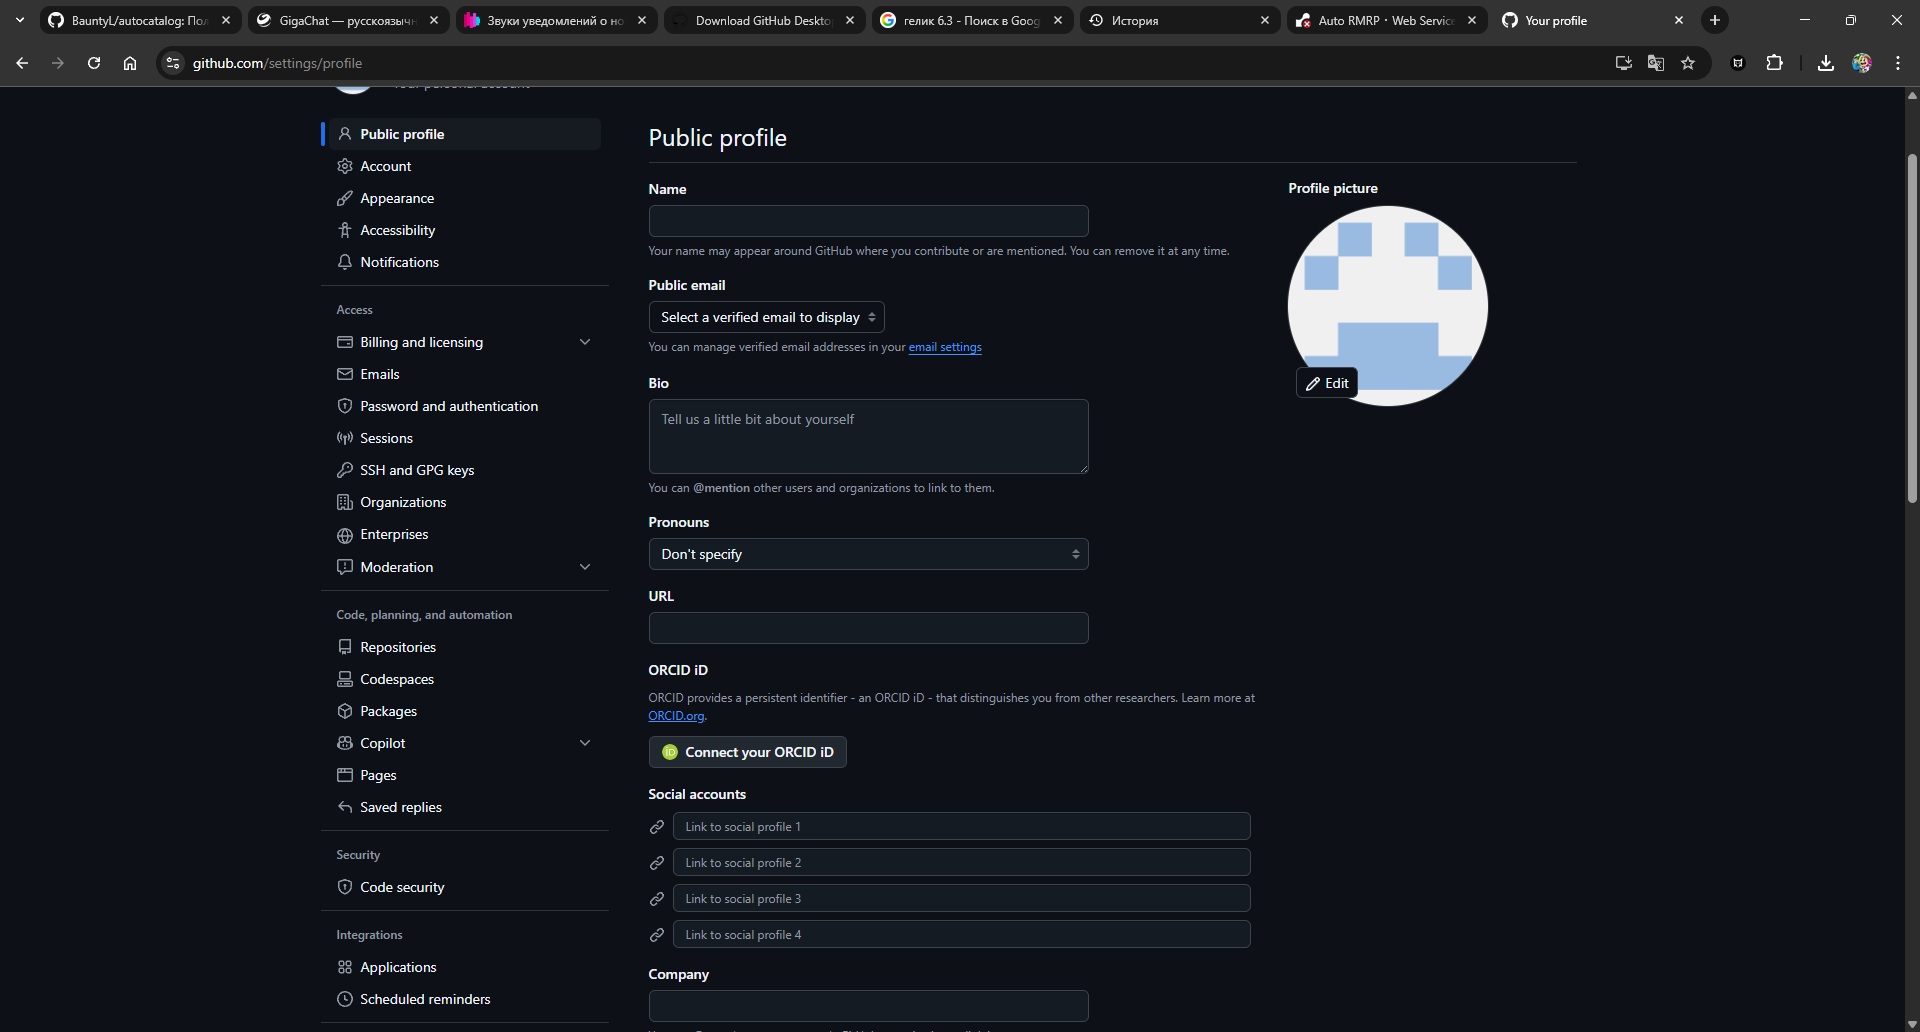 BauntyL/autocatalog: Пол
GigaChat — русскоязычн
Звуки уведомлений о но
Download GitHub Deskto
гелик 6.3 - Поиск в Goog
История
Auto RMRP · Web Service
Your profile
github.com/settings/profile
Your personal account
Public profile
Account
Appearance
Accessibility
Notifications
Access
Billing and licensing
Emails
Password and authentication
Sessions
SSH and GPG keys
Organizations
Enterprises
Moderation
Code, planning, and automation
Repositories
Codespaces
Packages
Copilot
Pages
Saved replies
Security
Code security
Integrations
Applications
Scheduled reminders
Public profile
Name
Your name may appear around GitHub where you contribute or are mentioned. You can remove it at any time.
Public email
Select a verified email to display
You can manage verified email addresses in your email settings
Bio
Tell us a little bit about yourself
You can @mention other users and organizations to link to them.
Pronouns
Don't specify
URL
ORCID iD
ORCID provides a persistent identifier - an ORCID iD - that distinguishes you from other researchers. Learn more at
ORCID.org.
iD Connect your ORCID iD
Social accounts
Link to social profile 1
Link to social profile 2
Link to social profile 3
Link to social profile 4
Company
Profile picture
Edit